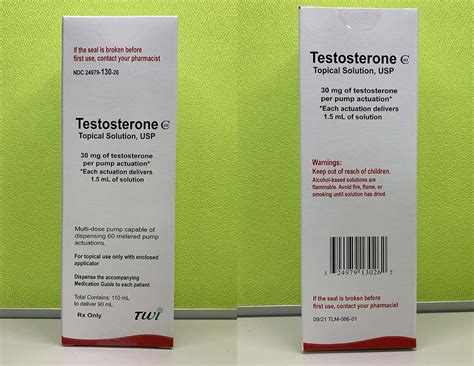 If the seal is broken before
first use, contact your pharmacist
NDC 24979-130-26
Testosterone CIII
Topical Solution, USP
30 mg of testosterone
per pump actuation*
*Each actuation delivers
1.5 mL of solution
Multi-dose pump capable of
dispensing 60 metered pump
actuations.
For topical use only with enclosed
applicator
Dispense the accompanying
Medication Guide to each patient
Total Contains: 110 mL
to deliver 90 mL
Rx Only
TWi
Testosterone CIII
Topical Solution, USP
30 mg of testosterone
per pump actuation*
*Each actuation delivers
1.5 mL of solution
Warnings:
Keep out of reach of children.
Alcohol-based solutions are
flammable. Avoid fire, flame, or
smoking until solution has dried.
3 24979 13026 2
If the seal is broken before
first use, contact your pharmacist
09/21 TLM-086-01